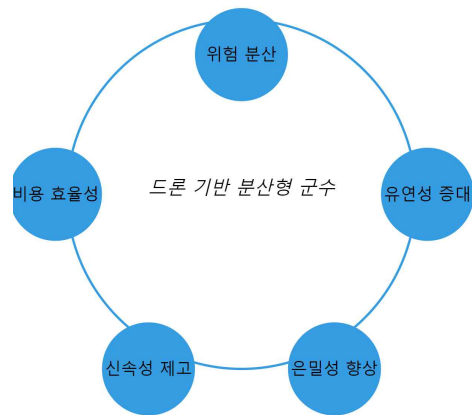 위험 분산
비용 효율성
드론 기반 분산형 군수
유연성 증대
신속성 제고
은밀성 향상